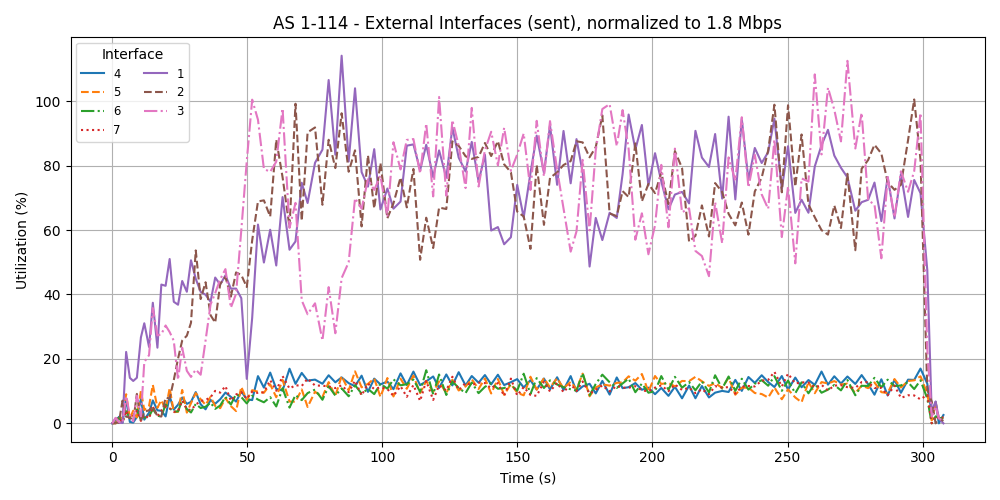 AS 1-114 - External Interfaces (sent), normalized to 1.8 Mbps
Interface
4 1
5 2
6 3
7
Utilization (%)
100
80
60
40
20
0
0 50 100 150 200 250 300
Time (s)